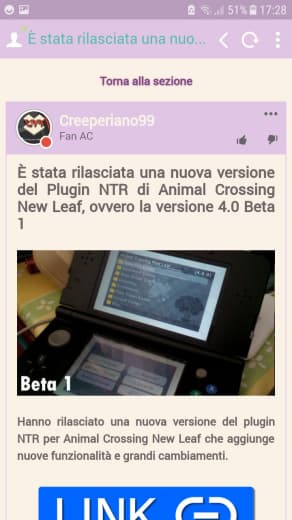 51% 17:28
È stata rilasciata una nuo...
Torna alla sezione
Creeperiano99
Fan AC
È stata rilasciata una nuova versione
del Plugin NTR di Animal Crossing
New Leaf, ovvero la versione 4.0 Beta
1
Beta 1
Hanno rilasciato una nuova versione del plugin
NTR per Animal Crossing New Leaf che aggiunge
nuove funzionalità e grandi cambiamenti.
LINK